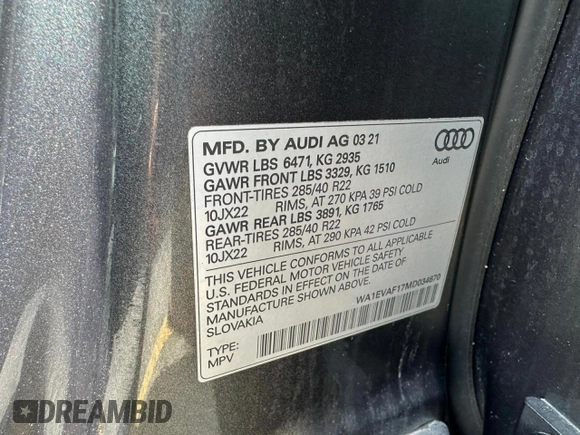 MFD. BY AUDI AG 03 21
GVWR LBS 6471, KG 2935
GAWR FRONT LBS 3329, KG 1510
FRONT-TIRES 285/40 R22
10JX22 RIMS, AT 270 KPA 39 PSI COLD
GAWR REAR LBS 3891, KG 1765
REAR-TIRES 285/40 R22
10JX22 RIMS, AT 290 KPA 42 PSI COLD
Audi
THIS VEHICLE CONFORMS TO ALL APPLICABLE
U.S. FEDERAL MOTOR VEHICLE SAFETY
STANDARDS IN EFFECT ON THE DATE OF
MANUFACTURE SHOWN ABOVE.
SLOVAKIA
WA1EVAF17MD034670
TYPE:
MPV
DREAMBID